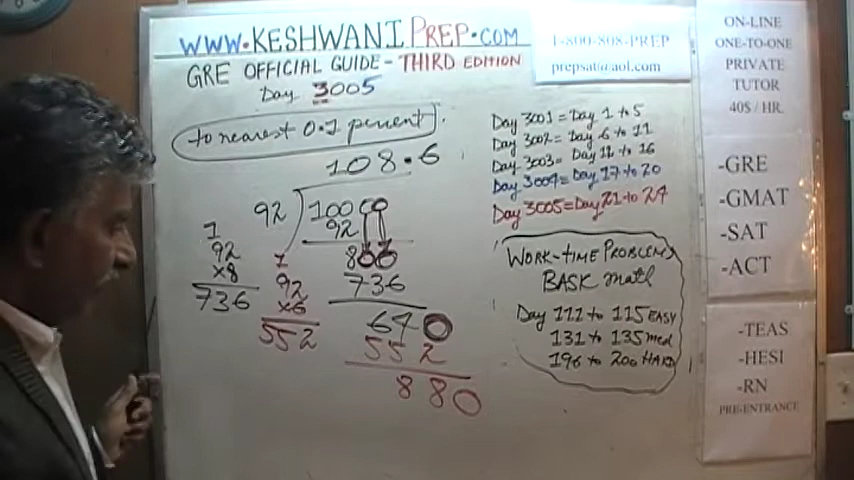 WWW.KESHWANIPREP.COM
GRE OFFICIAL GUIDE - THIRD EDITION
Day 3005
1-800-808-PREP
prepsat@aol.com
to nearest 0.1 percent
108.6
92 10000
92
800
736
640
552
880
1
92
×8
736
1
92
×6
552
Day 3001 = Day 1 to 5
Day 3002 = Day 6 to 11
Day 3003 = Day 12 to 16
Day 3004 = Day 17 to 20
Day 3005 = Day 21 to 24
WORK-TIME PROBLEMS
BASK math
Day 111 to 115 EASY
131 to 135 med
196 to 200 HARD
ON-LINE
ONE-TO-ONE
PRIVATE
TUTOR
40$ / HR.
-GRE
-GMAT
-SAT
-ACT
-TEAS
-HESI
-RN
PRE-ENTRANCE